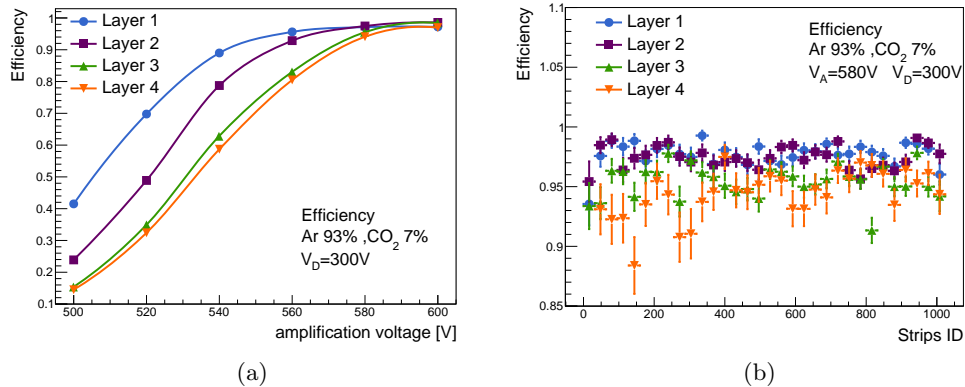 Efficiency
1
0.9
0.8
0.7
0.6
0.5
0.4
0.3
0.2
0.1
Layer 1
Layer 2
Layer 3
Layer 4
Efficiency
Ar 93% ,CO2 7%
VD=300V
500 520 540 560 580 600
amplification voltage [V]
(a)
Efficiency
1.1
1.05
1
0.95
0.9
0.85
Layer 1
Layer 2
Layer 3
Layer 4
Efficiency
Ar 93% ,CO2 7%
VA=580V VD=300V
0 200 400 600 800 1000
Strips ID
(b)